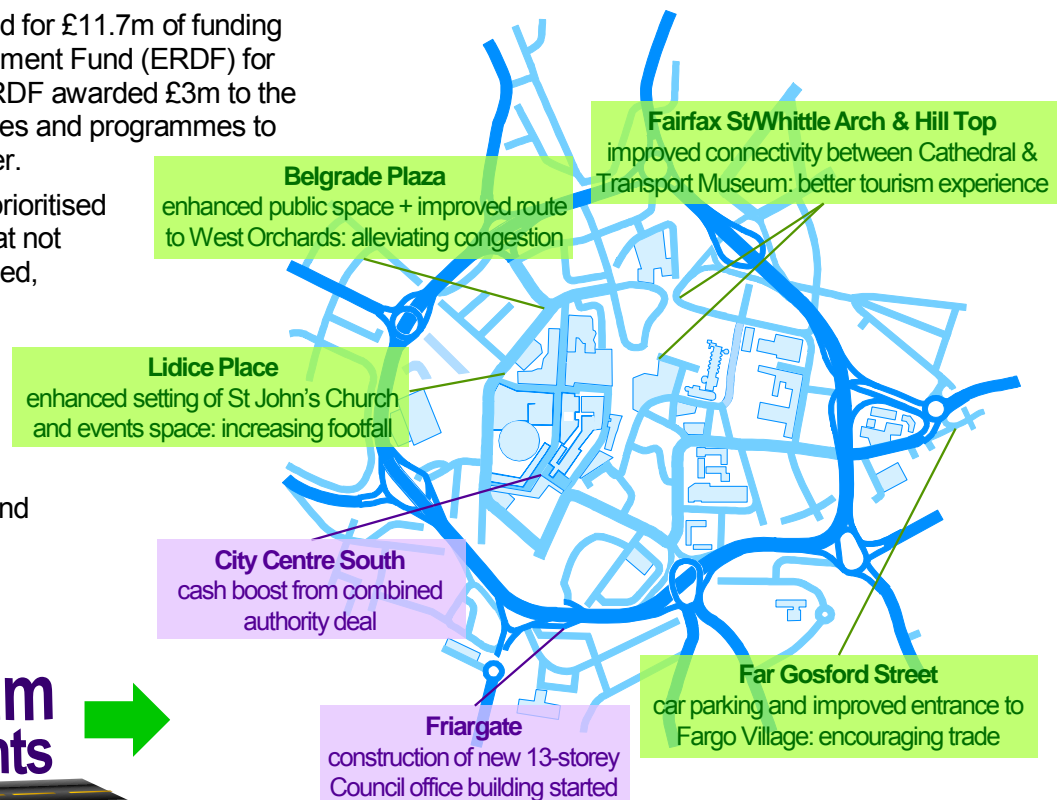 d for £11.7m of funding
ment Fund (ERDF) for
RDF awarded £3m to the
es and programmes to
er.
prioritised
at not
ed,
nd
Fairfax St/Whittle Arch & Hill Top
improved connectivity between Cathedral &
Transport Museum: better tourism experience
Belgrade Plaza
enhanced public space + improved route
to West Orchards: alleviating congestion
Lidice Place
enhanced setting of St John's Church
and events space: increasing footfall
City Centre South
cash boost from combined
authority deal
Far Gosford Street
car parking and improved entrance to
Fargo Village: encouraging trade
Friargate
construction of new 13-storey
Council office building started
m
nts